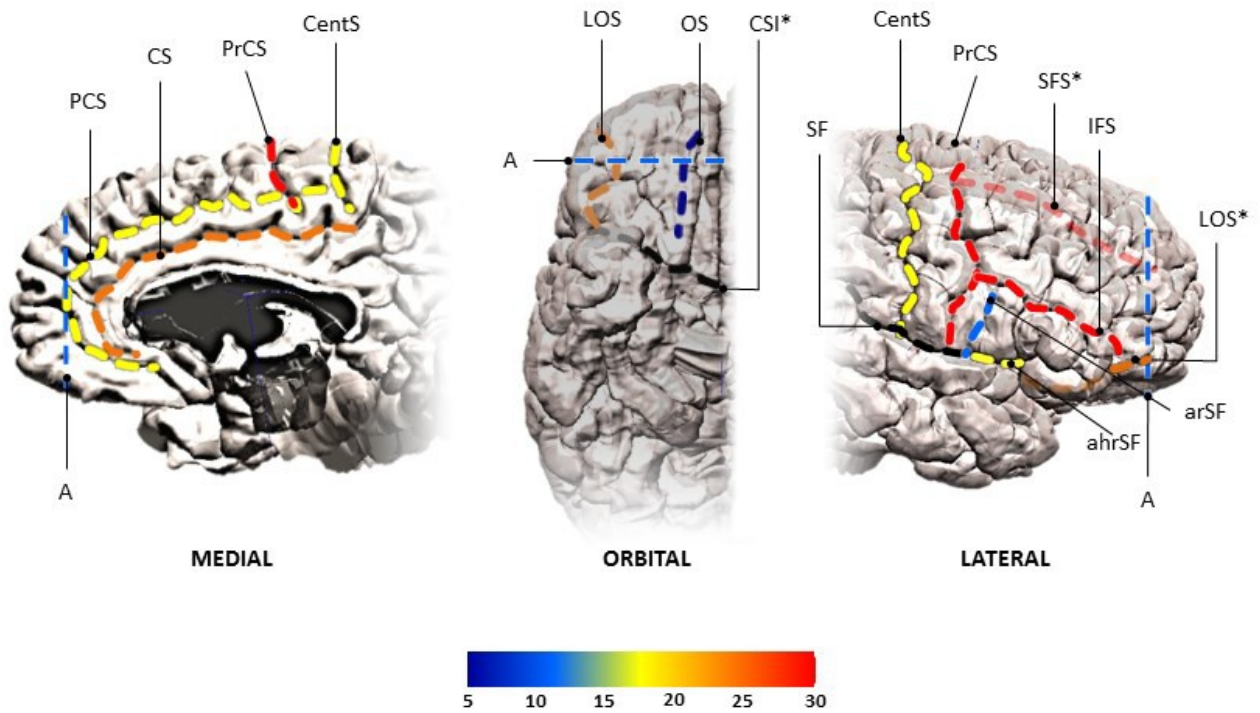 PCS
CS
PrCS
CentS
A
MEDIAL
LOS
OS
CSI*
A
ORBITAL
SF
CentS
PrCS
SFS*
IFS
LOS*
arSF
ahrSF
A
LATERAL
5 10 15 20 25 30